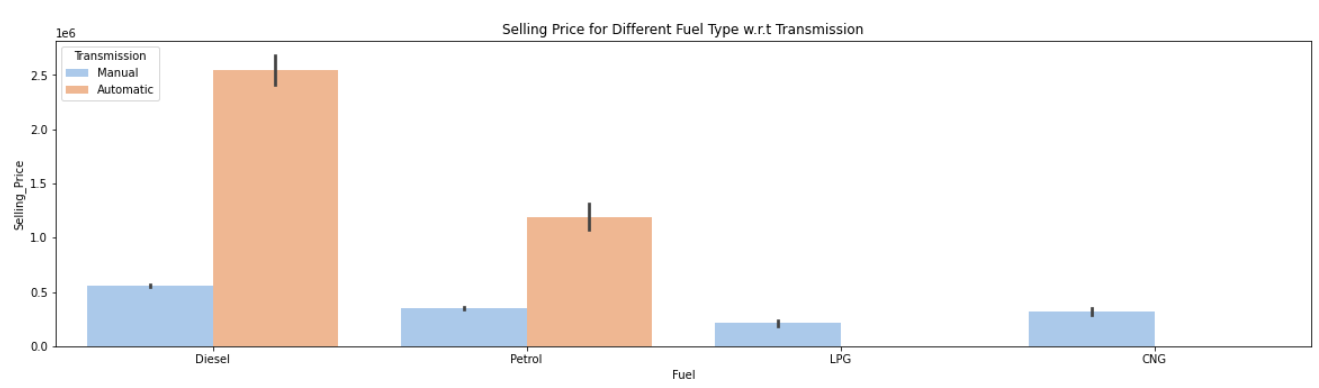 Selling Price for Different Fuel Type w.r.t Transmission
1e6
Transmission
Manual
Automatic
2.5
2.0
1.5
1.0
0.5
0.0
Selling_Price
Diesel Petrol LPG CNG
Fuel